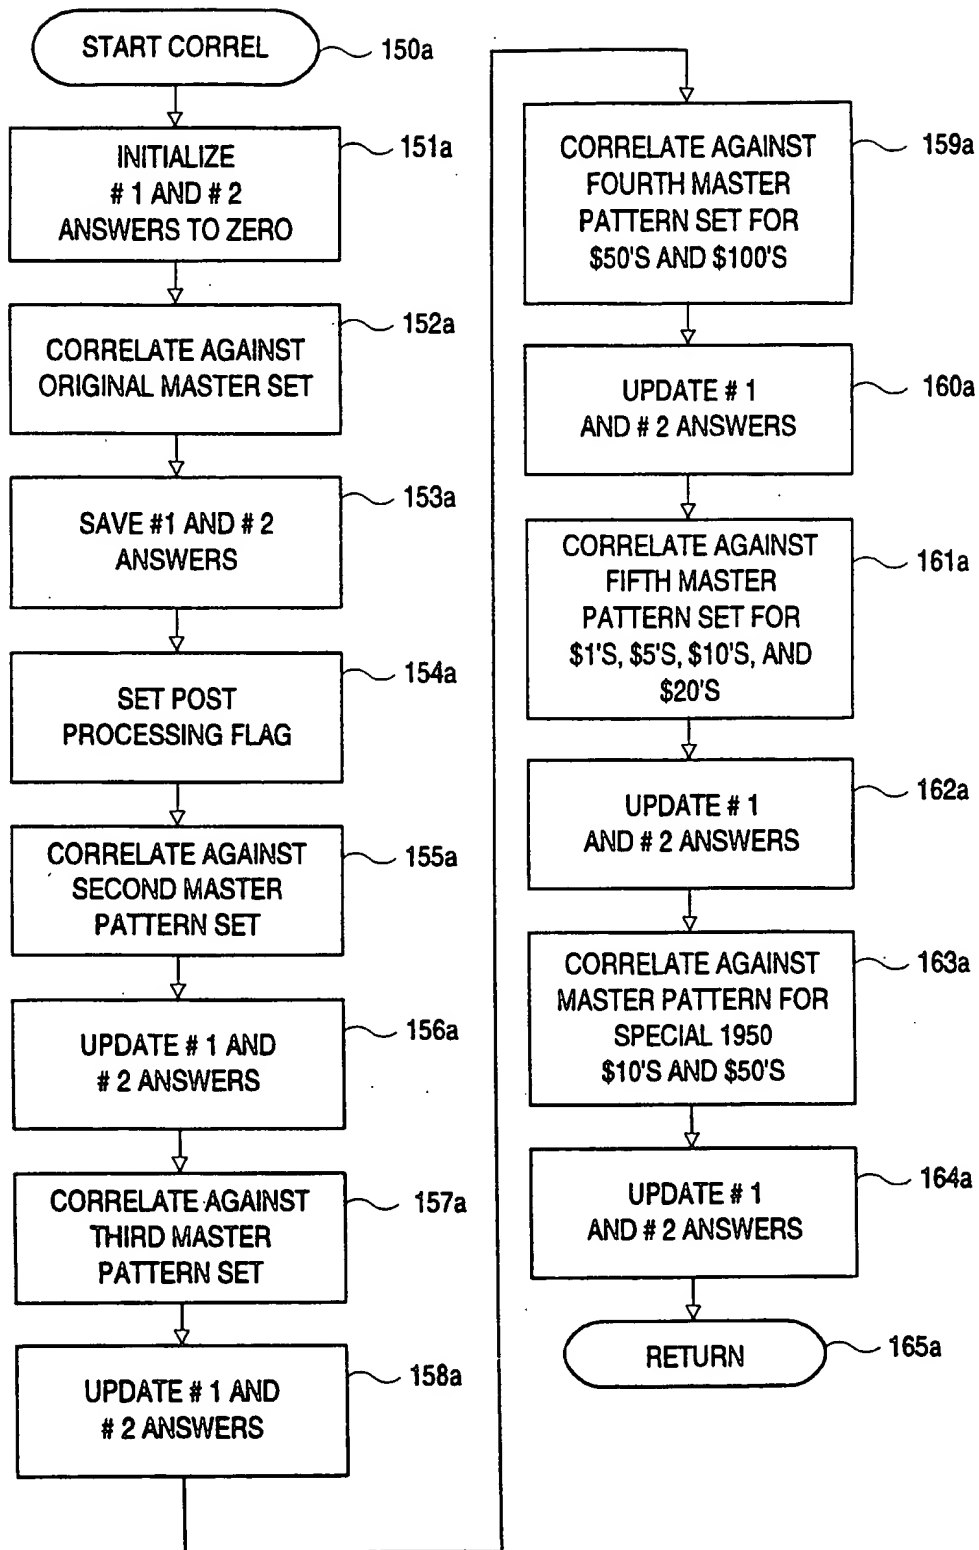 START CORREL
150a
INITIALIZE
# 1 AND # 2
ANSWERS TO ZERO
151a
CORRELATE AGAINST
ORIGINAL MASTER SET
152a
SAVE #1 AND # 2
ANSWERS
153a
SET POST
PROCESSING FLAG
154a
CORRELATE AGAINST
SECOND MASTER
PATTERN SET
155a
UPDATE # 1 AND
# 2 ANSWERS
156a
CORRELATE AGAINST
THIRD MASTER
PATTERN SET
157a
UPDATE # 1 AND
# 2 ANSWERS
158a
CORRELATE AGAINST
FOURTH MASTER
PATTERN SET FOR
$50'S AND $100'S
159a
UPDATE # 1
AND # 2 ANSWERS
160a
CORRELATE AGAINST
FIFTH MASTER
PATTERN SET FOR
$1'S, $5'S, $10'S, AND
$20'S
161a
UPDATE # 1
AND # 2 ANSWERS
162a
CORRELATE AGAINST
MASTER PATTERN FOR
SPECIAL 1950
$10'S AND $50'S
163a
UPDATE # 1
AND # 2 ANSWERS
164a
RETURN
165a